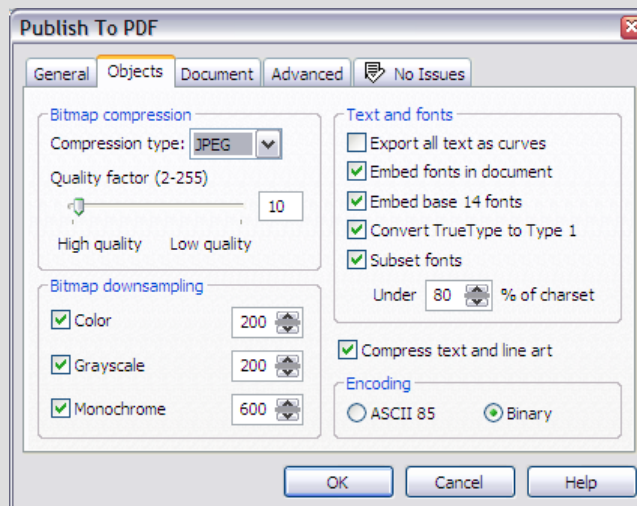 Publish To PDF
General Objects Document Advanced No Issues
Bitmap compression
Compression type: JPEG
Quality factor (2-255)
10
High quality Low quality
Bitmap downsampling
Color 200
Grayscale 200
Monochrome 600
Text and fonts
Export all text as curves
Embed fonts in document
Embed base 14 fonts
Convert TrueType to Type 1
Subset fonts
Under 80 % of charset
Compress text and line art
Encoding
ASCII 85 Binary
OK Cancel Help